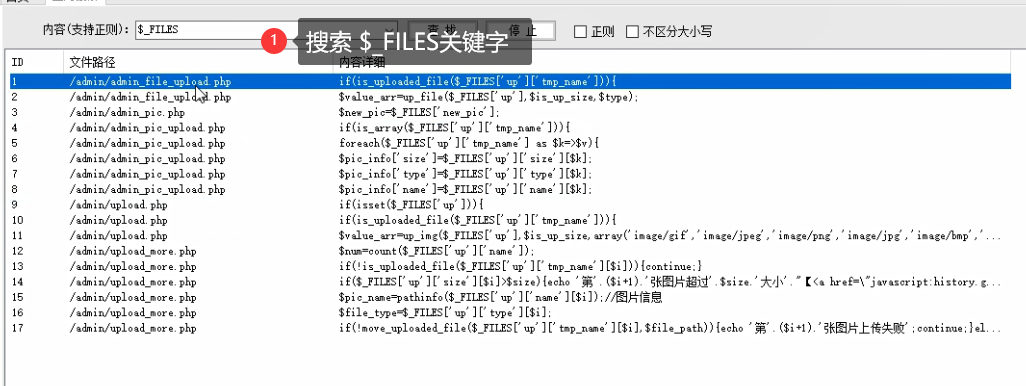 内容(支持正则): $_FILES 查 找 停 止 正则 不区分大小写
1 搜索 $_FILES关键字
ID 文件路径 内容详细
1 /admin/admin_file_upload.php if(is_uploaded_file($_FILES['up']['tmp_name'])){
2 /admin/admin_file_upload.php $value_arr=up_file($_FILES['up'],$is_up_size,$type);
3 /admin/admin_pic.php $new_pic=$_FILES['new_pic'];
4 /admin/admin_pic_upload.php if(is_array($_FILES['up']['tmp_name'])){
5 /admin/admin_pic_upload.php foreach($_FILES['up']['tmp_name'] as $k=>$v){
6 /admin/admin_pic_upload.php $pic_info['size']=$_FILES['up']['size'][$k];
7 /admin/admin_pic_upload.php $pic_info['type']=$_FILES['up']['type'][$k];
8 /admin/admin_pic_upload.php $pic_info['name']=$_FILES['up']['name'][$k];
9 /admin/upload.php if(isset($_FILES['up'])){
10 /admin/upload.php if(is_uploaded_file($_FILES['up']['tmp_name'])){
11 /admin/upload.php $value_arr=up_img($_FILES['up'],$is_up_size,array('image/gif','image/jpeg','image/png','image/jpg','image/bmp','...
12 /admin/upload_more.php $num=count($_FILES['up']['name']);
13 /admin/upload_more.php if(!is_uploaded_file($_FILES['up']['tmp_name'][$i])){continue;}
14 /admin/upload_more.php if($_FILES['up']['size'][$i]>$size){echo '第'.($i+1).'张图片超过'.$size.'大小'."【<a href=\"javascript:history.g...
15 /admin/upload_more.php $pic_name=pathinfo($_FILES['up']['name'][$i]);//图片信息
16 /admin/upload_more.php $file_type=$_FILES['up']['type'][$i];
17 /admin/upload_more.php if(!move_uploaded_file($_FILES['up']['tmp_name'][$i],$file_path)){echo '第'.($i+1).'张图片上传失败';continue;}el...